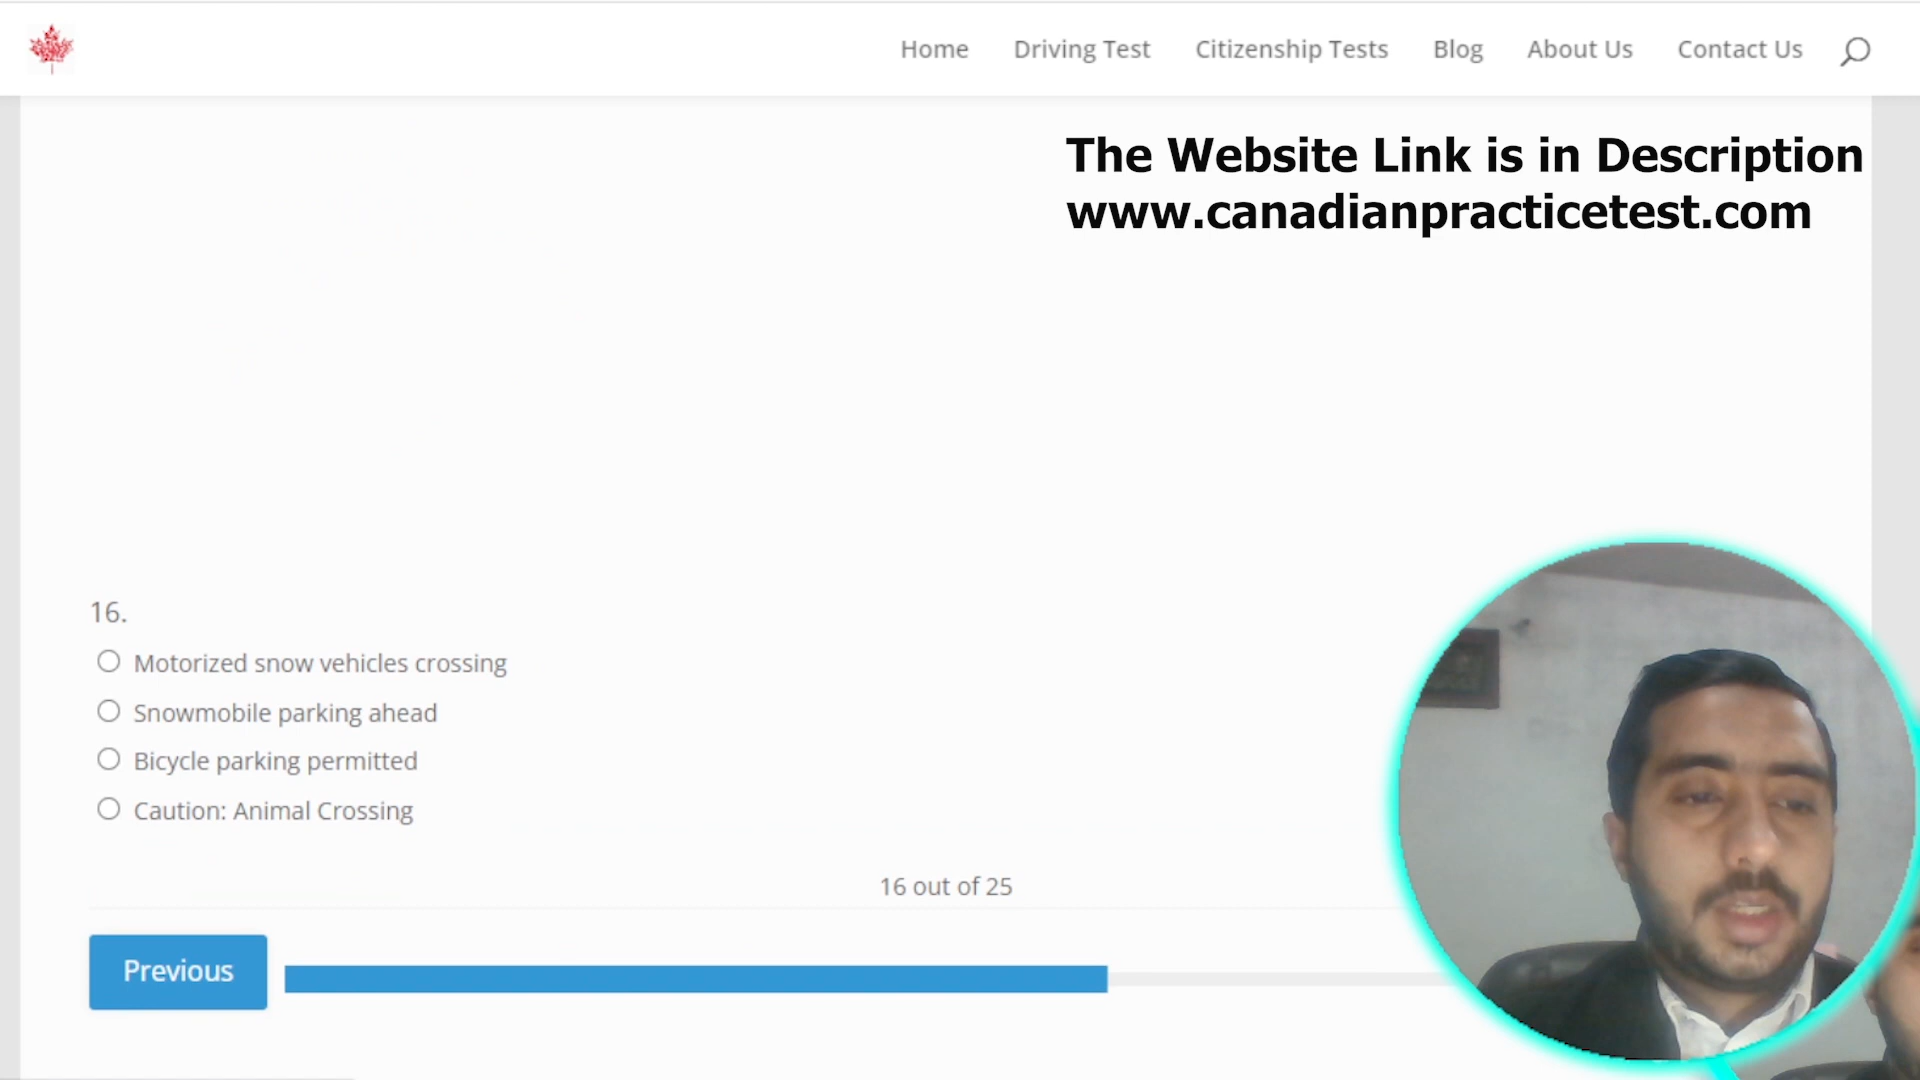 Home Driving Test Citizenship Tests Blog About Us Contact Us
The Website Link is in Description
www.canadianpracticetest.com
16.
Motorized snow vehicles crossing
Snowmobile parking ahead
Bicycle parking permitted
Caution: Animal Crossing
16 out of 25
Previous